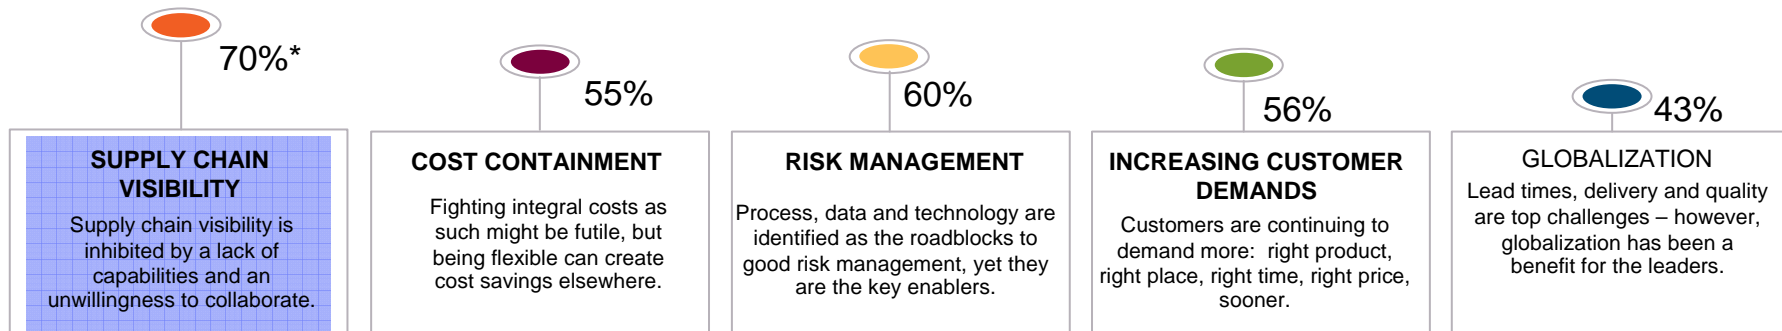 70%*
SUPPLY CHAIN
VISIBILITY
Supply chain visibility is
inhibited by a lack of
capabilities and an
unwillingness to collaborate.
55%
COST CONTAINMENT
Fighting integral costs as
such might be futile, but
being flexible can create
cost savings elsewhere.
60%
RISK MANAGEMENT
Process, data and technology are
identified as the roadblocks to
good risk management, yet they
are the key enablers.
56%
INCREASING CUSTOMER
DEMANDS
Customers are continuing to
demand more:  right product,
right place, right time, right price,
sooner.
43%
GLOBALIZATION
Lead times, delivery and quality
are top challenges – however,
globalization has been a
benefit for the leaders.